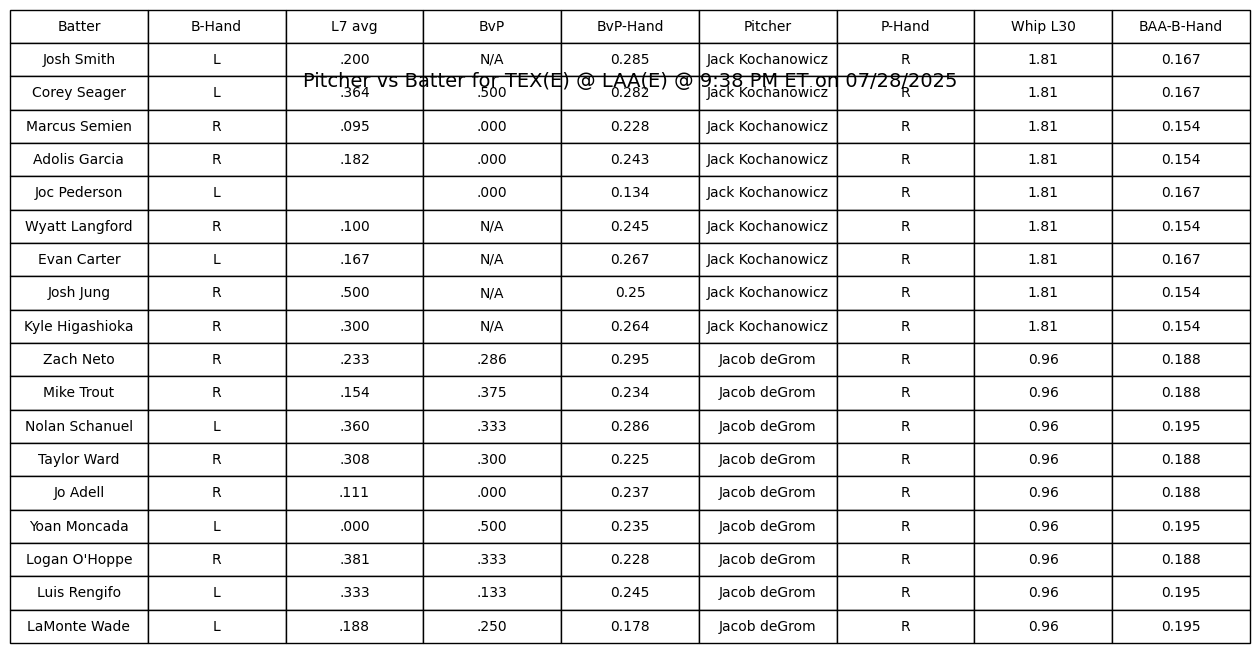 Batter B-Hand L7 avg BvP BvP-Hand Pitcher P-Hand Whip L30 BAA-B-Hand
Josh Smith L .200 N/A 0.285 Jack Kochanowicz R 1.81 0.167
Pitcher vs Batter for TEX(E) @ LAA(E) @ 9:38 PM ET on 07/28/2025
Corey Seager L .364 .500 0.282 Jack Kochanowicz R 1.81 0.167
Marcus Semien R .095 .000 0.228 Jack Kochanowicz R 1.81 0.154
Adolis Garcia R .182 .000 0.243 Jack Kochanowicz R 1.81 0.154
Joc Pederson L .000 0.134 Jack Kochanowicz R 1.81 0.167
Wyatt Langford R .100 N/A 0.245 Jack Kochanowicz R 1.81 0.154
Evan Carter L .167 N/A 0.267 Jack Kochanowicz R 1.81 0.167
Josh Jung R .500 N/A 0.25 Jack Kochanowicz R 1.81 0.154
Kyle Higashioka R .300 N/A 0.264 Jack Kochanowicz R 1.81 0.154
Zach Neto R .233 .286 0.295 Jacob deGrom R 0.96 0.188
Mike Trout R .154 .375 0.234 Jacob deGrom R 0.96 0.188
Nolan Schanuel L .360 .333 0.286 Jacob deGrom R 0.96 0.195
Taylor Ward R .308 .300 0.225 Jacob deGrom R 0.96 0.188
Jo Adell R .111 .000 0.237 Jacob deGrom R 0.96 0.188
Yoan Moncada L .000 .500 0.235 Jacob deGrom R 0.96 0.195
Logan O'Hoppe R .381 .333 0.228 Jacob deGrom R 0.96 0.188
Luis Rengifo L .333 .133 0.245 Jacob deGrom R 0.96 0.195
LaMonte Wade L .188 .250 0.178 Jacob deGrom R 0.96 0.195